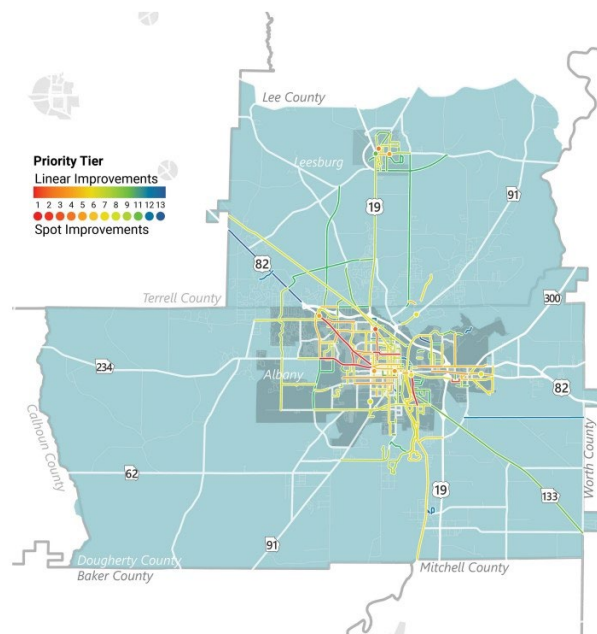 Lee County
Priority Tier
Linear Improvements
1 2 3 4 5 6 7 8 9 11 12 13
Spot Improvements
Leesburg
19
91
82
Terrell County
300
234
Albany
82
Calhoun County
Worth County
62
19
133
91
Dougherty County
Baker County
Mitchell County